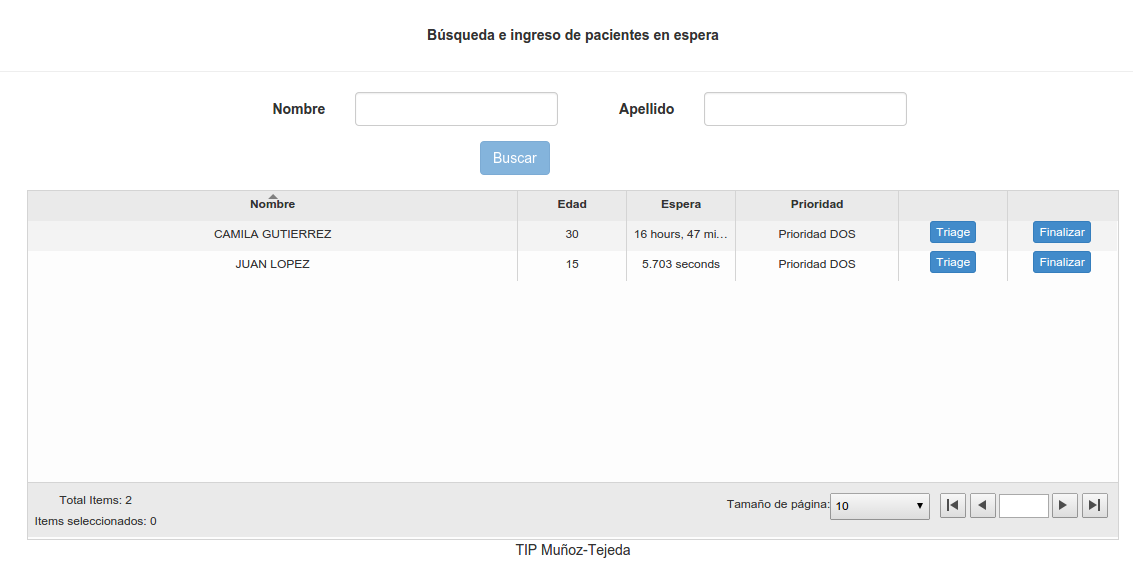 Búsqueda e ingreso de pacientes en espera
Nombre Apellido
Buscar
Nombre Edad Espera Prioridad
CAMILA GUTIERREZ 30 16 hours, 47 mi... Prioridad DOS Triage Finalizar
JUAN LOPEZ 15 5.703 seconds Prioridad DOS Triage Finalizar
Total Items: 2
Tamaño de página: 10
Items seleccionados: 0
TIP Muñoz-Tejeda